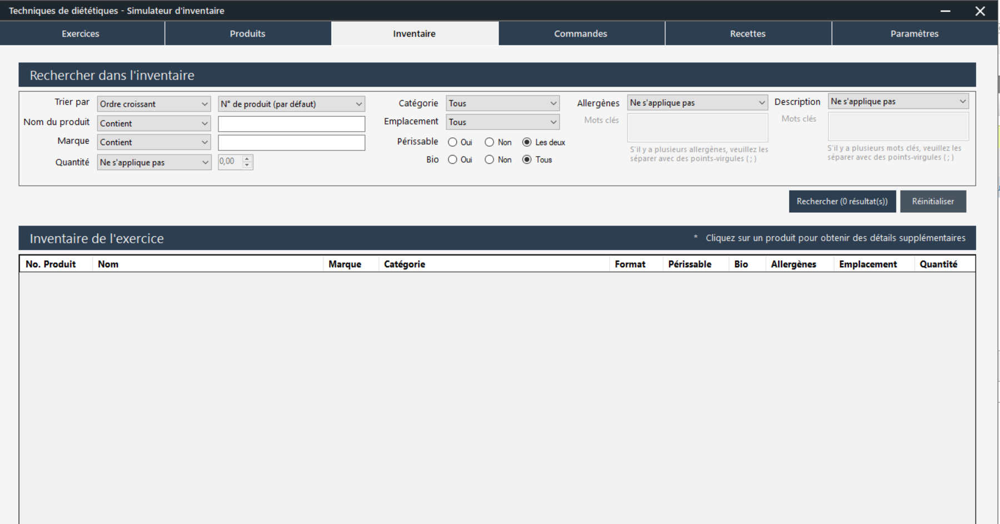 Techniques de diététiques - Simulateur d'inventaire
Exercices Produits Inventaire Commandes Recettes Paramètres
Rechercher dans l'inventaire
Trier par Ordre croissant N° de produit (par défaut)
Nom du produit Contient
Marque Contient
Quantité Ne s'applique pas 0,00
Catégorie Tous
Emplacement Tous
Périssable Oui Non Les deux
Bio Oui Non Tous
Allergènes Ne s'applique pas
Mots clés
S'il y a plusieurs allergènes, veuillez les
séparer avec des points-virgules ( ; )
Description Ne s'applique pas
Mots clés
S'il y a plusieurs mots clés, veuillez les
séparer avec des points-virgules ( ; )
Rechercher (0 résultat(s)) Réinitialiser
Inventaire de l'exercice * Cliquez sur un produit pour obtenir des détails supplémentaires
No. Produit Nom Marque Catégorie Format Périssable Bio Allergènes Emplacement Quantité